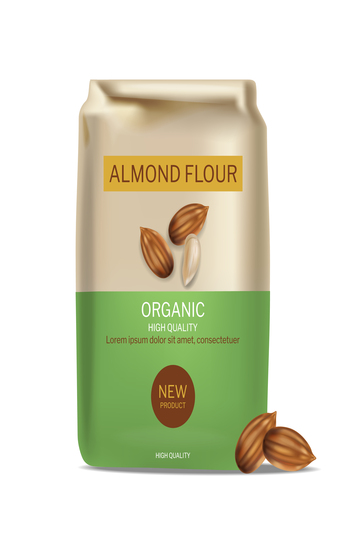 ALMOND FLOUR
ORGANIC
HIGH QUALITY
Lorem ipsum dolor sit amet, consectetuer
NEW
PRODUCT
HIGH QUALITY